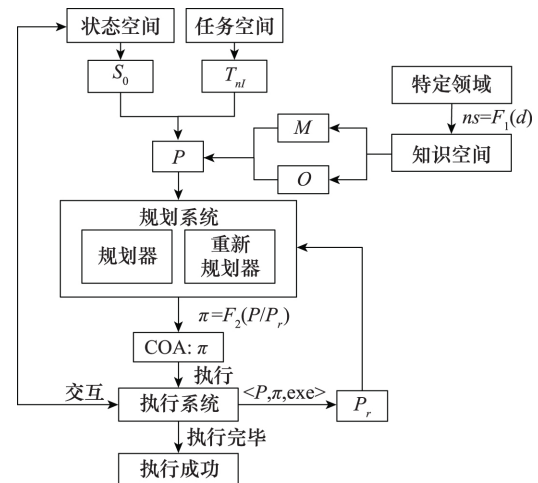 状态空间
任务空间
S₀
Tₙᵢ
特定领域
ns=F₁(d)
M
知识空间
P
O
规划系统
规划器
重新
规划器
π=F₂(P/Pᵣ)
COA: π
执行
交互
执行系统
<P,π,exe>
Pᵣ
执行完毕
执行成功